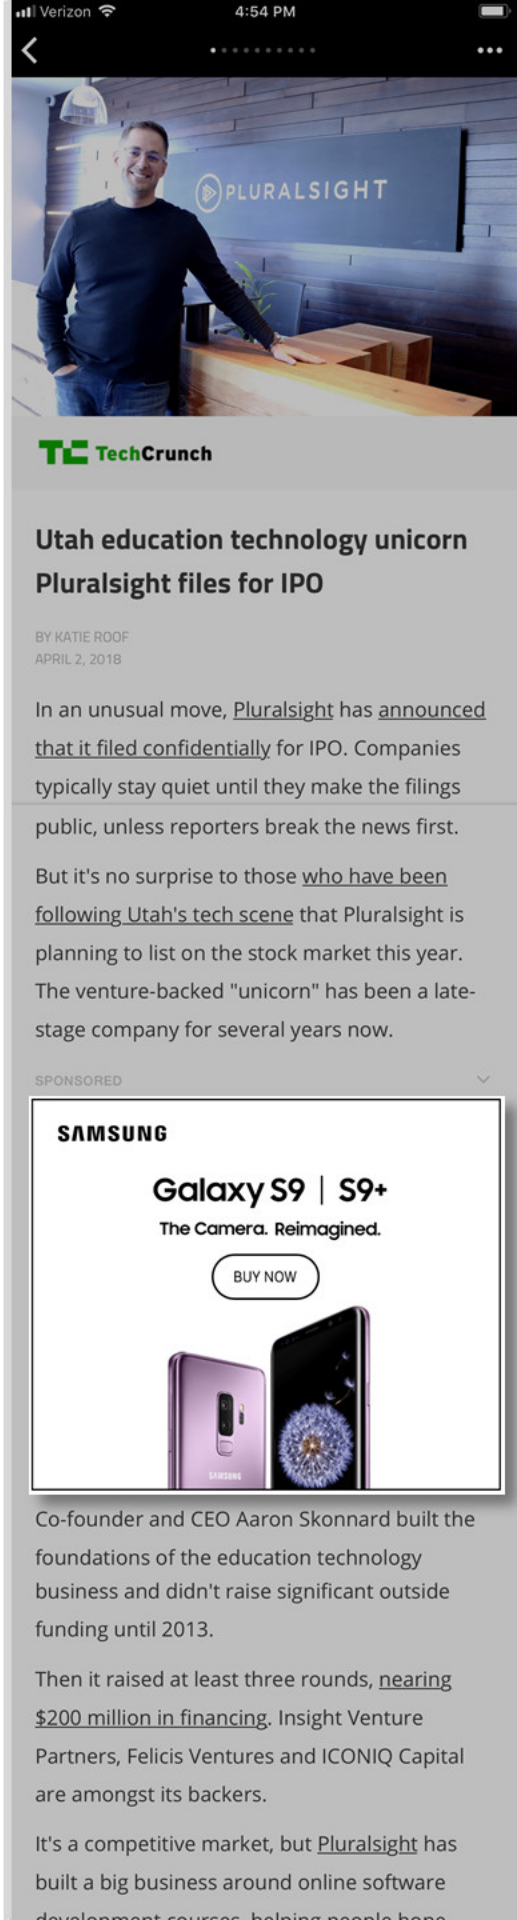 Verizon
4:54 PM
PLURALSIGHT
TechCrunch
Utah education technology unicorn
Pluralsight files for IPO
BY KATIE ROOF
APRIL 2, 2018
In an unusual move, Pluralsight has announced
that it filed confidentially for IPO. Companies
typically stay quiet until they make the filings
public, unless reporters break the news first.
But it's no surprise to those who have been
following Utah's tech scene that Pluralsight is
planning to list on the stock market this year.
The venture-backed "unicorn" has been a late-
stage company for several years now.
SPONSORED
SAMSUNG
Galaxy S9 | S9+
The Camera. Reimagined.
BUY NOW
SAMSUNG
Co-founder and CEO Aaron Skonnard built the
foundations of the education technology
business and didn't raise significant outside
funding until 2013.
Then it raised at least three rounds, nearing
$200 million in financing. Insight Venture
Partners, Felicis Ventures and ICONIQ Capital
are amongst its backers.
It's a competitive market, but Pluralsight has
built a big business around online software
development courses, helping people hone